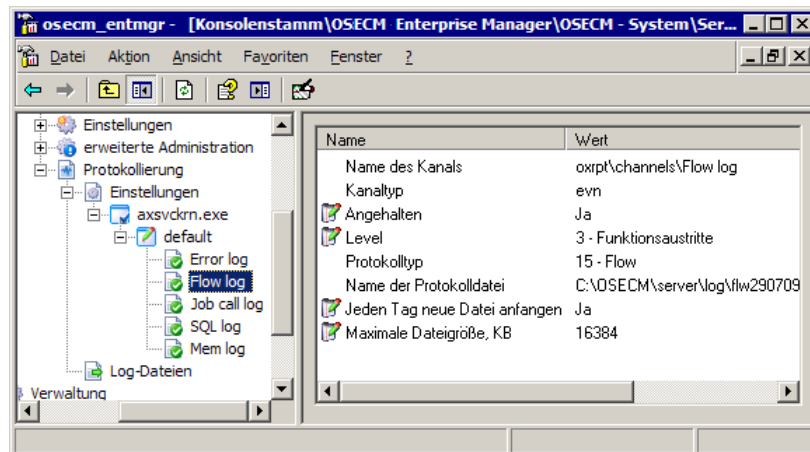 osecm_entmgr - [Konsolenstamm\OSECM Enterprise Manager\OSECM - System\Ser...
Datei Aktion Ansicht Favoriten Fenster ?
Einstellungen
erweiterte Administration
Protokollierung
Einstellungen
axsvckrn.exe
default
Error log
Flow log
Job call log
SQL log
Mem log
Log-Dateien
Verwaltung
Name Wert
Name des Kanals oxrpt\channels\Flow log
Kanaltyp evn
Angehalten Ja
Level 3 - Funktionsaustritte
Protokolltyp 15 - Flow
Name der Protokolldatei C:\OSECM\server\log\flw290709
Jeden Tag neue Datei anfangen Ja
Maximale Dateigröße, KB 16384